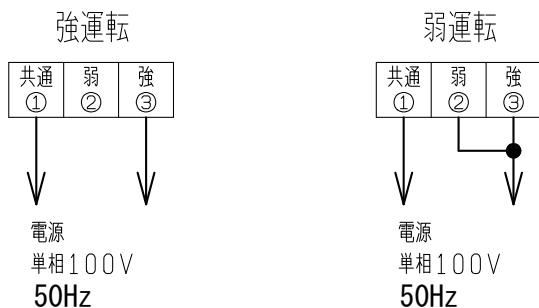 強運転
共通 弱 強
① ② ③
電源
単相100V
50Hz
弱運転
共通 弱 強
① ② ③
電源
単相100V
50Hz